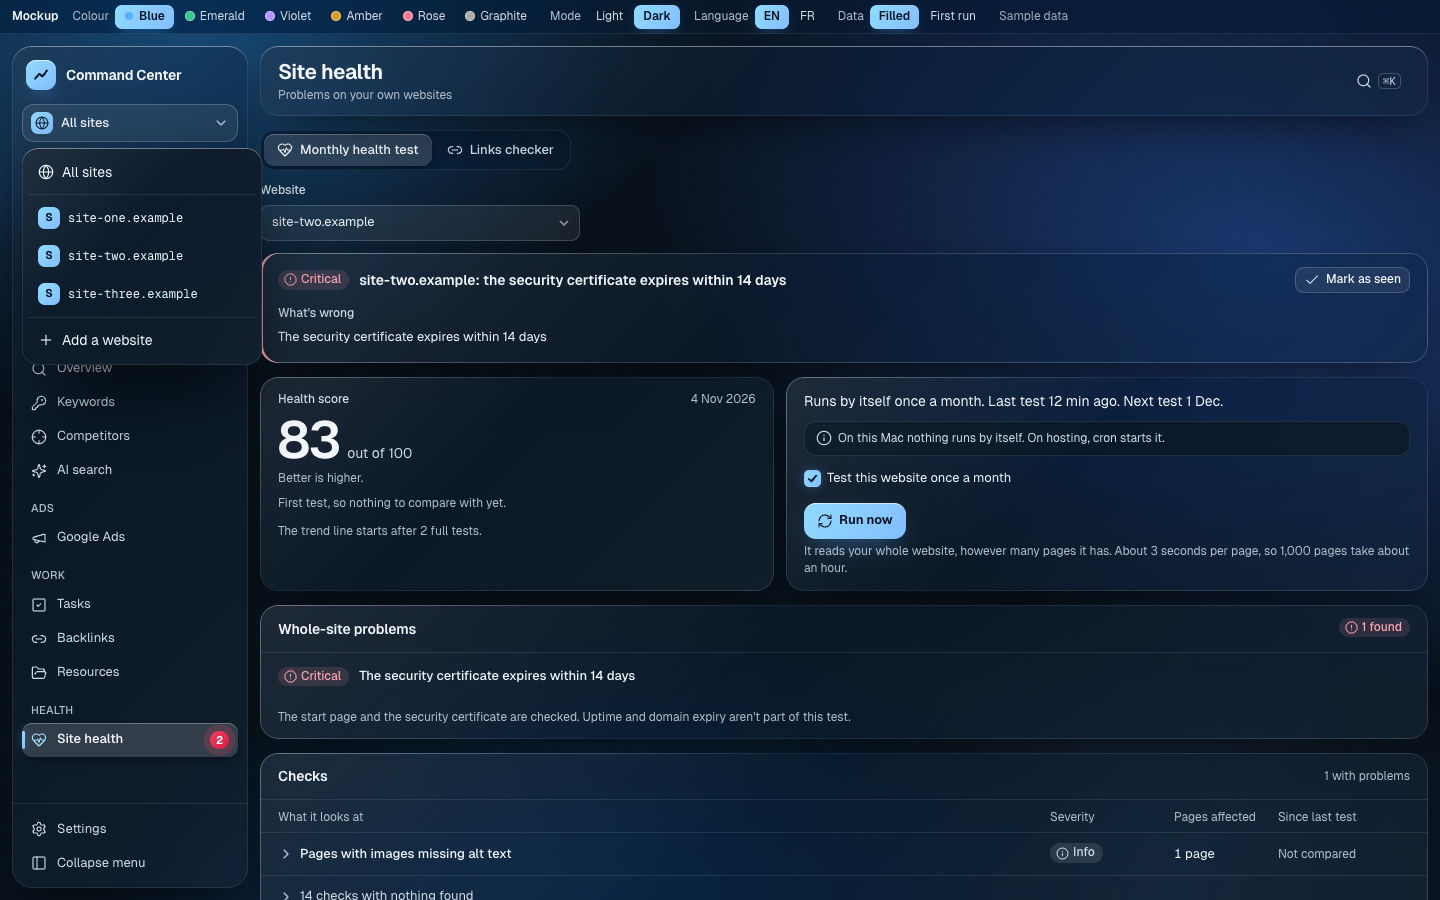 Mockup Colour Blue Emerald Violet Amber Rose Graphite Mode Light Dark Language EN FR Data Filled First run Sample data
Command Center
All sites
All sites
site-one.example
site-two.example
site-three.example
Add a website
Overview
Keywords
Competitors
AI search
ADS
Google Ads
WORK
Tasks
Backlinks
Resources
HEALTH
Site health 2
Settings
Collapse menu
Site health
Problems on your own websites
⌘K
Monthly health test Links checker
Website
site-two.example
Critical site-two.example: the security certificate expires within 14 days Mark as seen
What's wrong
The security certificate expires within 14 days
Health score 4 Nov 2026
83 out of 100
Better is higher.
First test, so nothing to compare with yet.
The trend line starts after 2 full tests.
Runs by itself once a month. Last test 12 min ago. Next test 1 Dec.
On this Mac nothing runs by itself. On hosting, cron starts it.
Test this website once a month
Run now
It reads your whole website, however many pages it has. About 3 seconds per page, so 1,000 pages take about
an hour.
Whole-site problems 1 found
Critical The security certificate expires within 14 days
The start page and the security certificate are checked. Uptime and domain expiry aren't part of this test.
Checks 1 with problems
What it looks at Severity Pages affected Since last test
Pages with images missing alt text Info 1 page Not compared
14 checks with nothing found